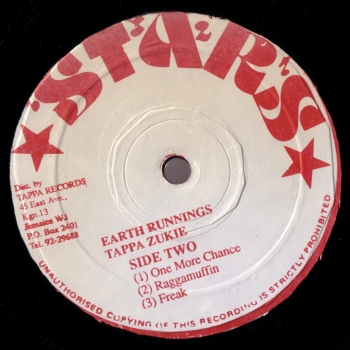 STARS
Dist. by
TAPPA RECORDS
45 East Ave.,
Kgn.13
Jamaica WI
P.O. Box 2401
Tel. 92-29688
EARTH RUNNINGS
TAPPA ZUKIE
SIDE TWO
(1) One More Chance
(2) Raggamuffin
(3) Freak
UNAUTHORISED COPYING OF THIS RECORDING IS STRICTLY PROHIBITED